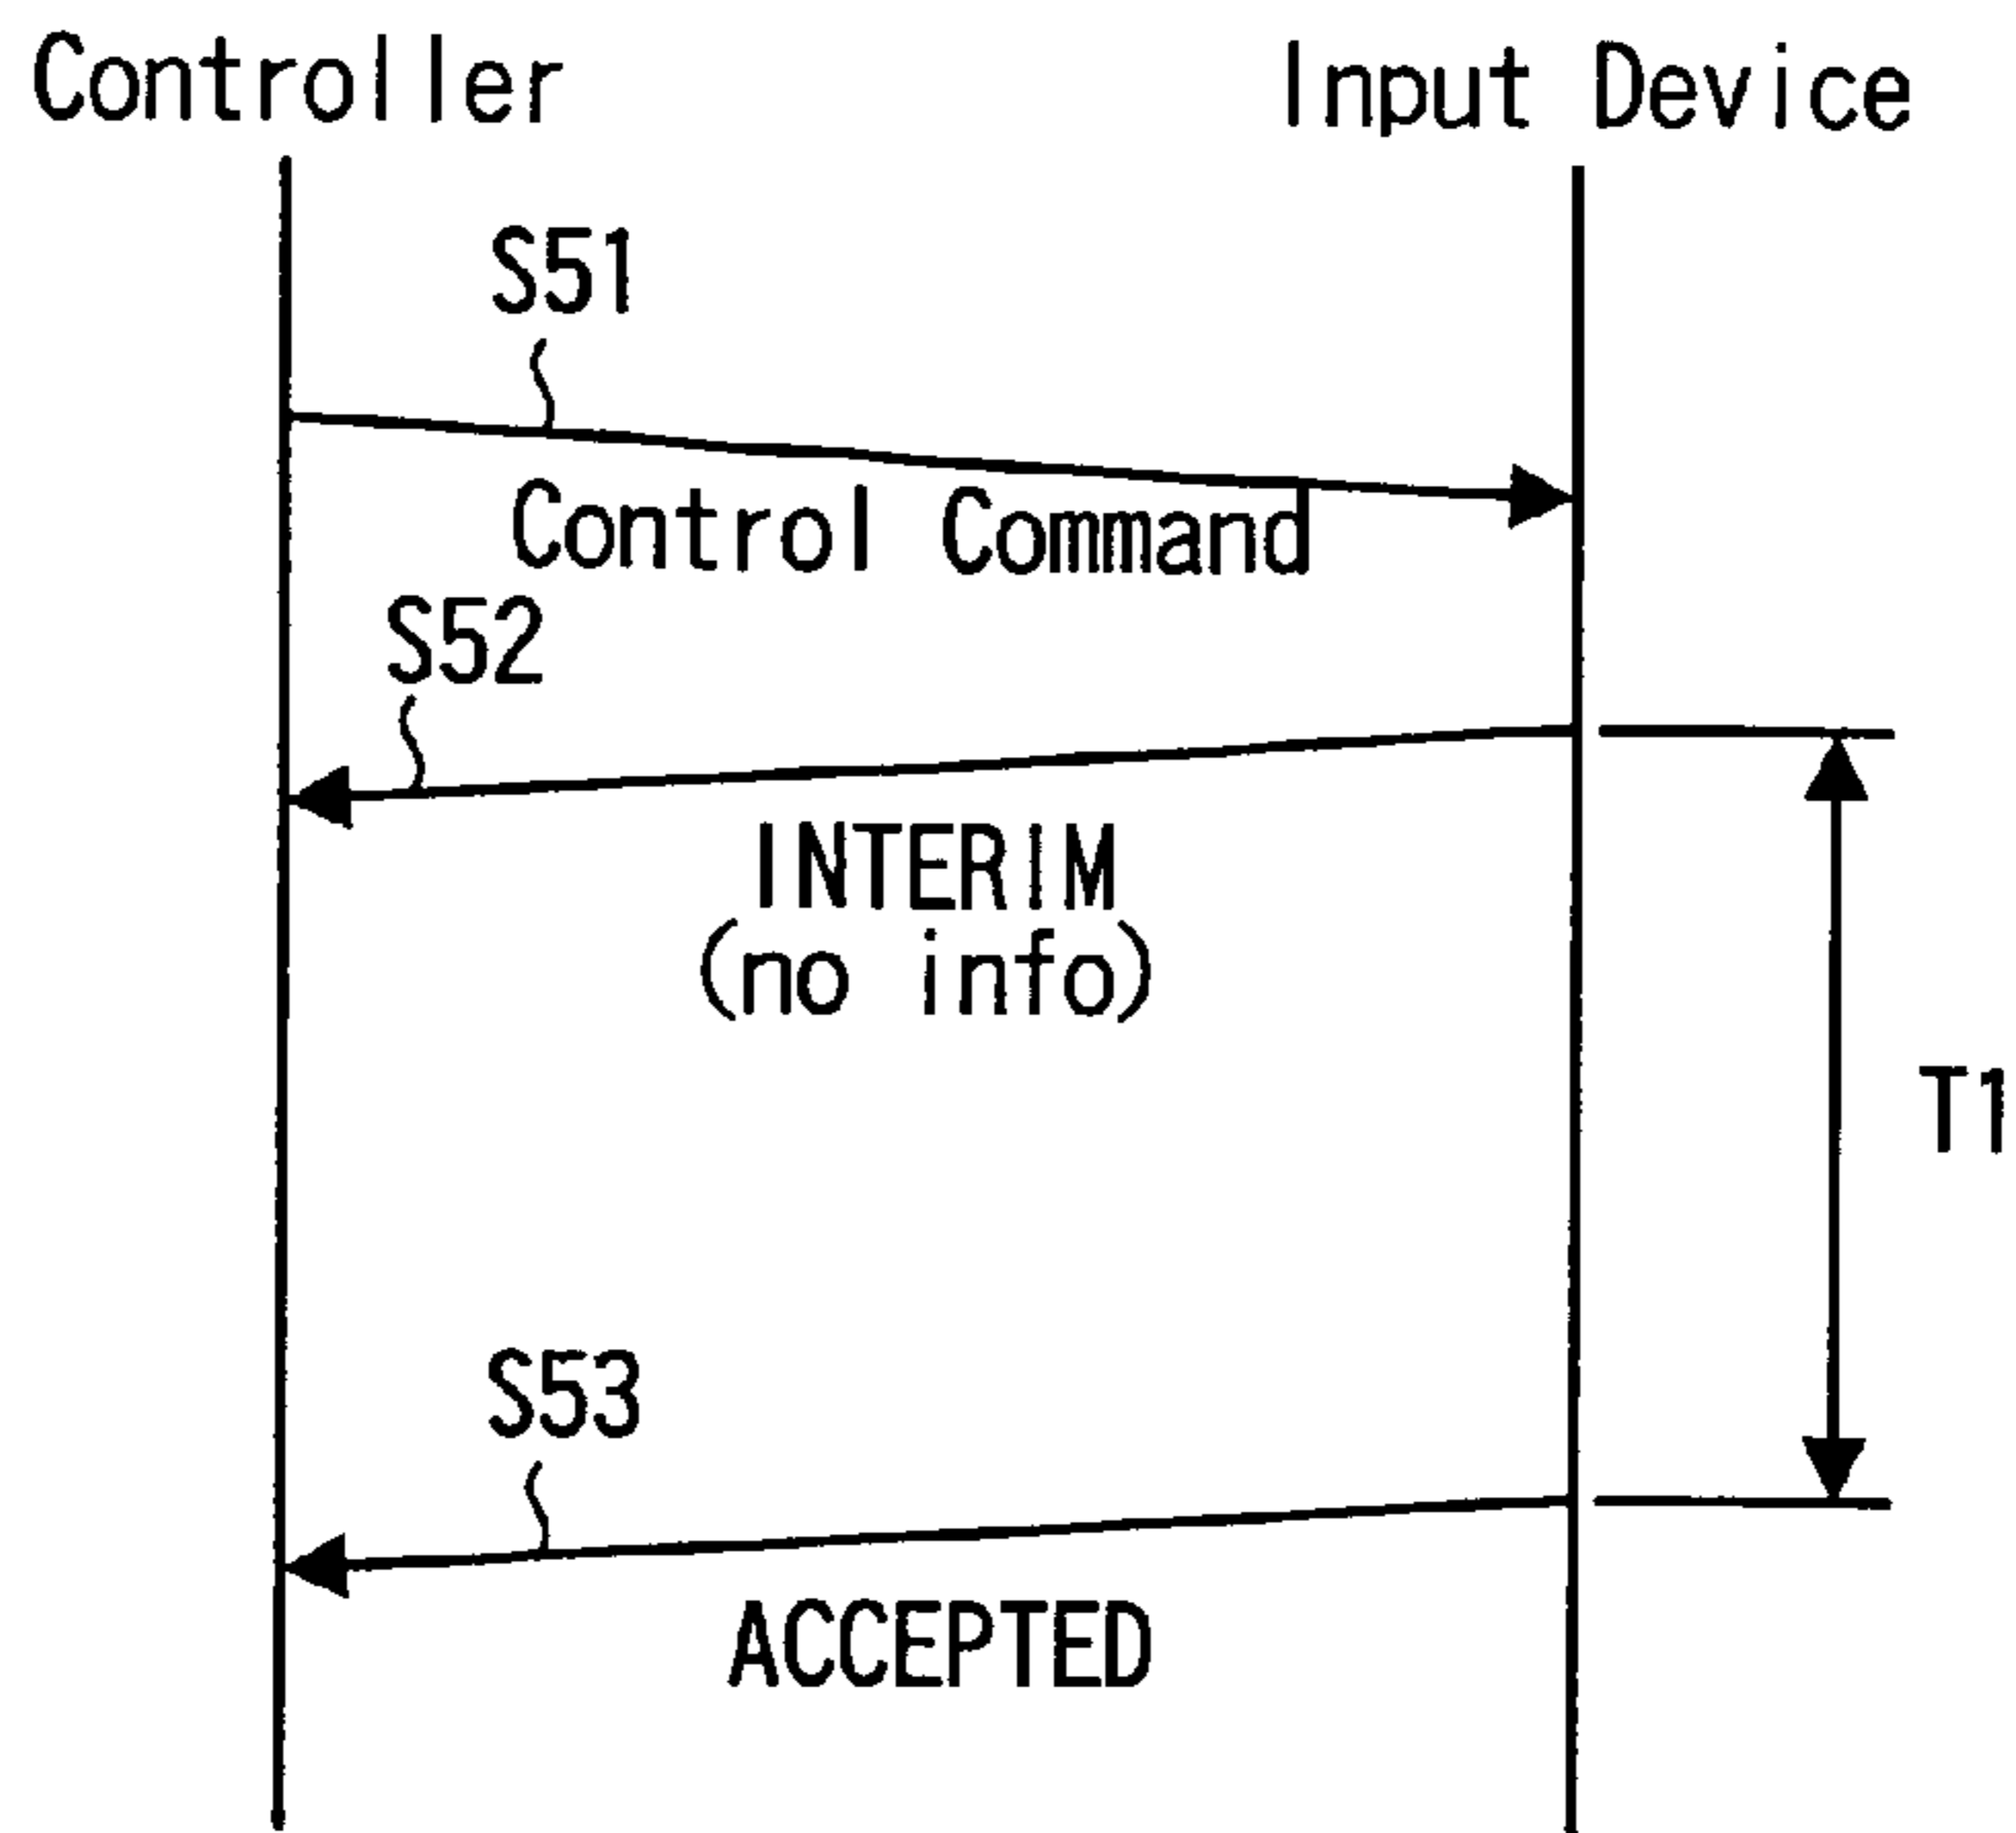 Controller
Input Device
S51
Control Command
S52
INTERIM
(no info)
T1
S53
ACCEPTED